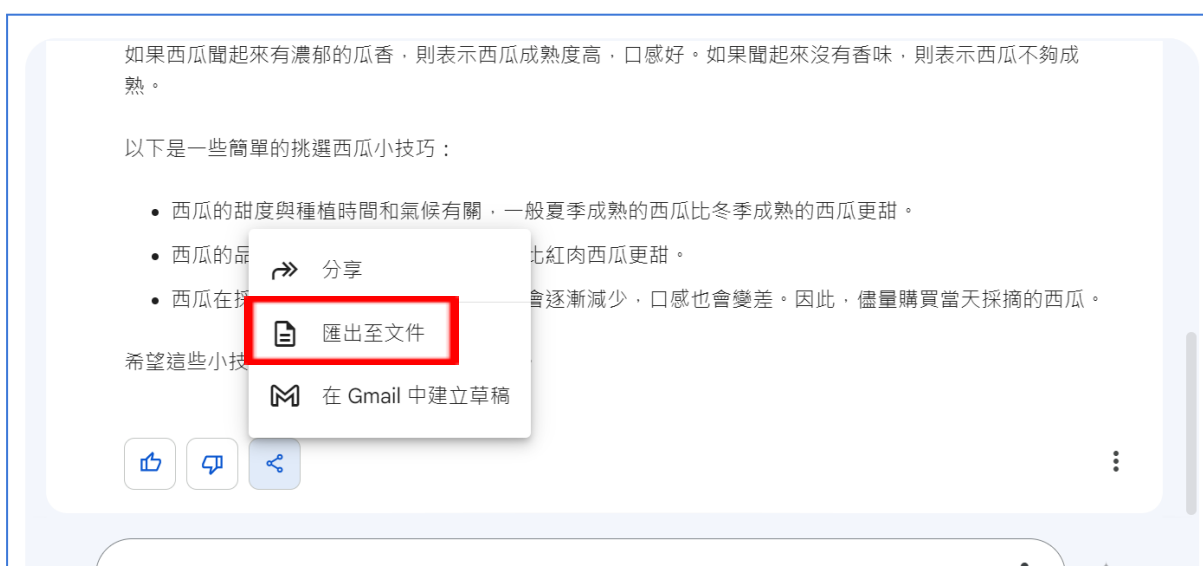 如果西瓜聞起來有濃郁的瓜香，則表示西瓜成熟度高，口感好。如果聞起來沒有香味，則表示西瓜不夠成
熟。
以下是一些簡單的挑選西瓜小技巧：
西瓜的甜度與種植時間和氣候有關，一般夏季成熟的西瓜比冬季成熟的西瓜更甜。
西瓜的品 比紅肉西瓜更甜。
西瓜在採 會逐漸減少，口感也會變差。因此，儘量購買當天採摘的西瓜。
希望這些小技
分享
匯出至文件
在 Gmail 中建立草稿